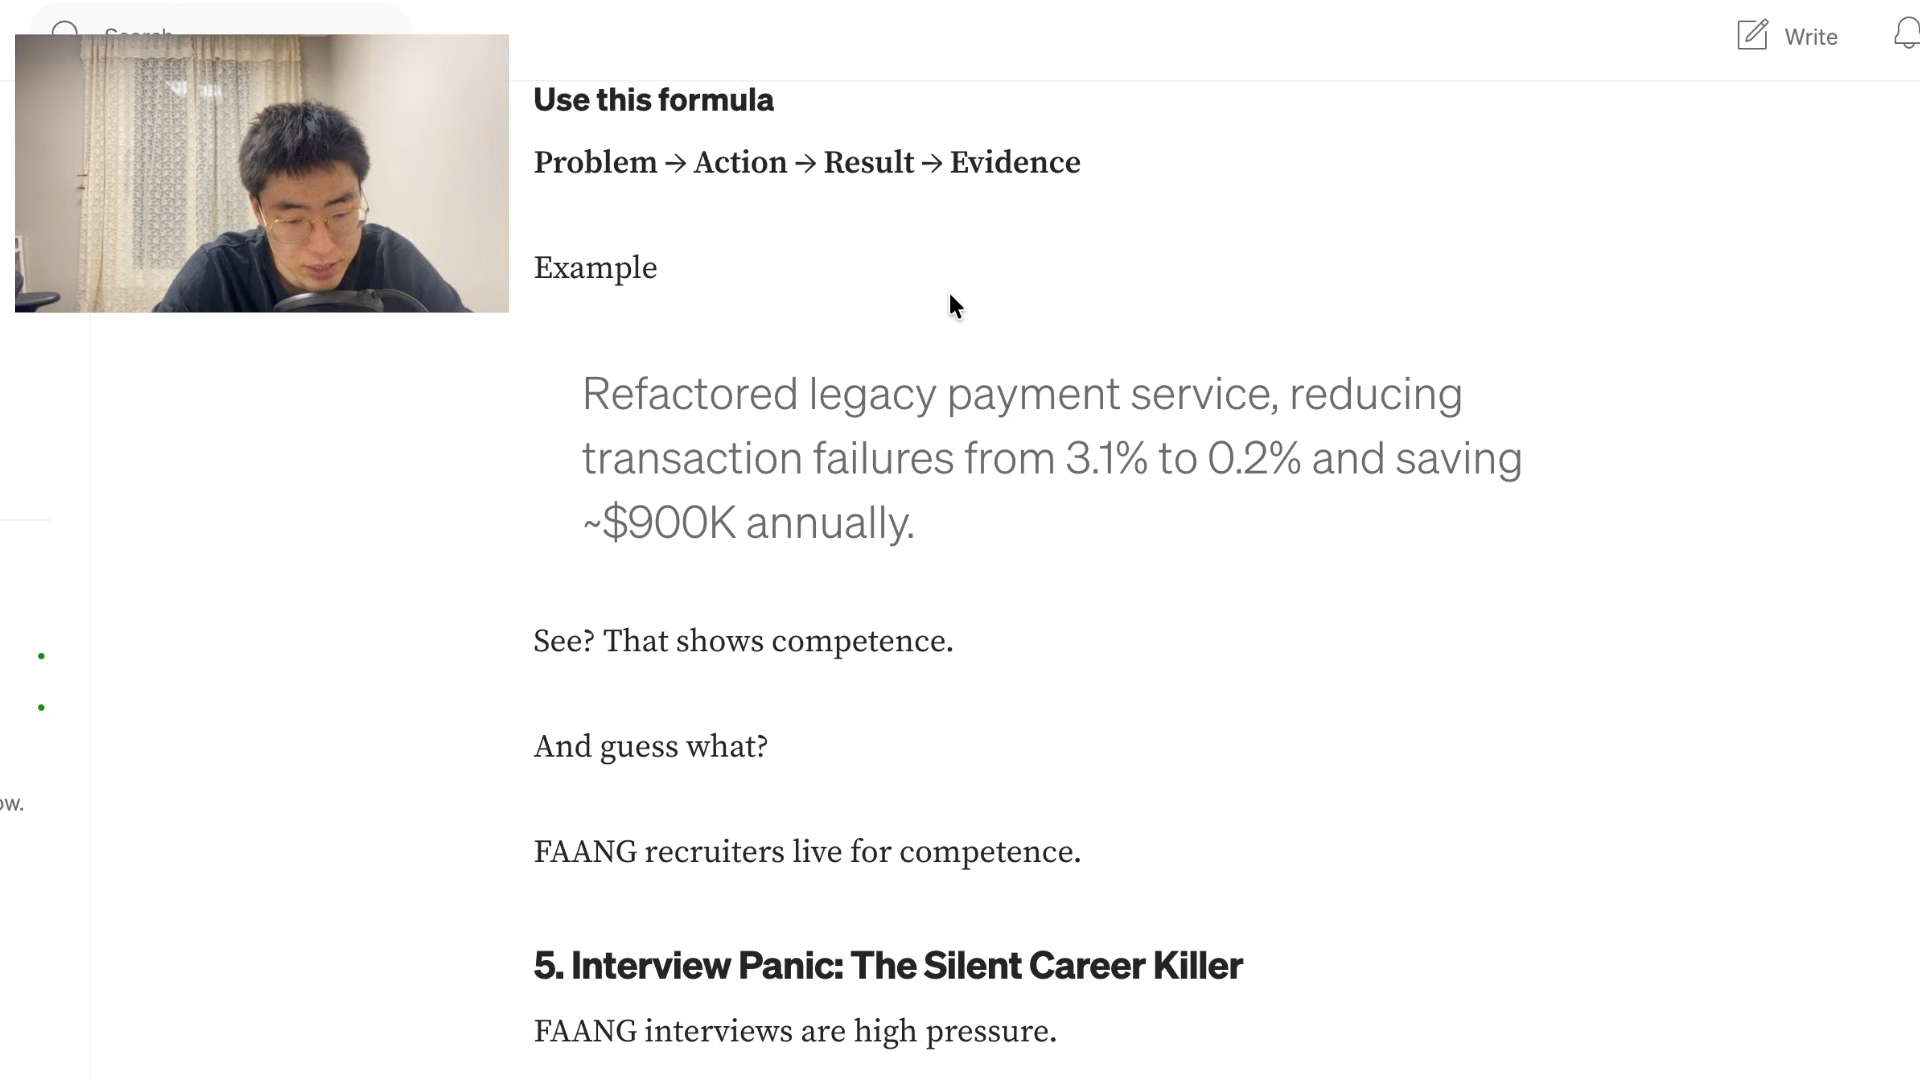 Write
Use this formula
Problem → Action → Result → Evidence
Example
Refactored legacy payment service, reducing
transaction failures from 3.1% to 0.2% and saving
~$900K annually.
See? That shows competence.
And guess what?
ow.
FAANG recruiters live for competence.
5. Interview Panic: The Silent Career Killer
FAANG interviews are high pressure.